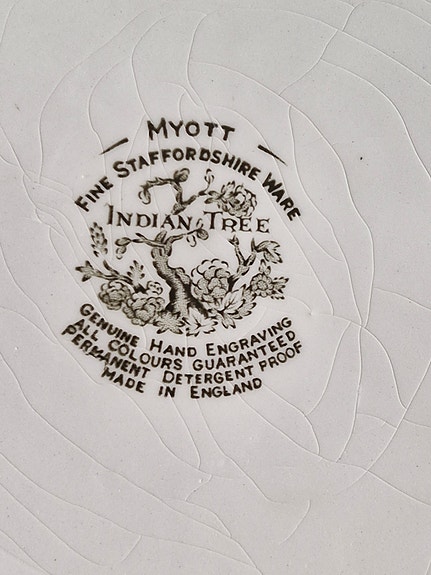 MYOTT
FINE STAFFORDSHIRE WARE
INDIAN TREE
GENUINE HAND ENGRAVING
ALL COLOURS GUARANTEED
PERMANENT DETERGENT PROOF
MADE IN ENGLAND